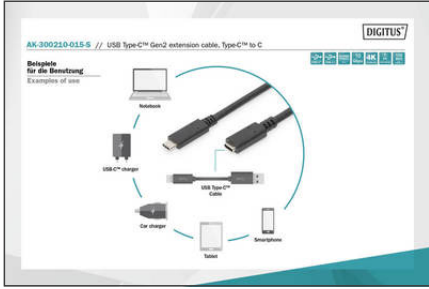 DIGITUS®
AK-300210-015-S // USB Type-C™ Gen2 extension cable, Type-C™ to C
4K
Beispiele
für die Benutzung
Examples of use
Notebook
USB-C™ charger
USB Type-C™
Cable
Car charger
Smartphone
Tablet